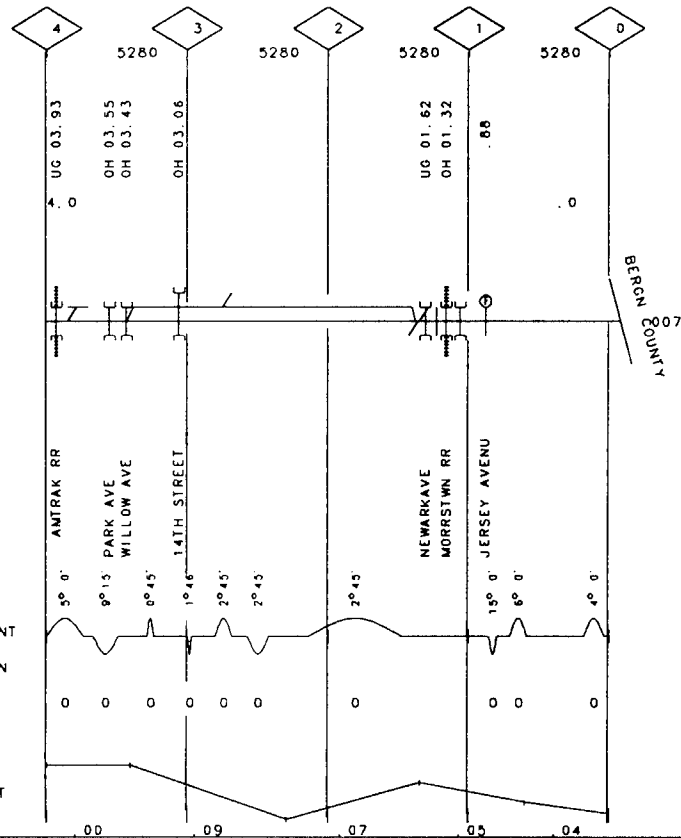 4 3 2 1 0
5280 5280 5280 5280
UG 03.93
OH 03.55
OH 03.43
OH 03.06
UG 01.62
OH 01.32
.88
4.0
.0
BERGN COUNTY
007
AMTRAK RR
PARK AVE
WILLOW AVE
14TH STREET
NEWARKAVE
MORRSTWN RR
JERSEY AVENU
5° 0'
9° 15'
0° 45'
1° 46'
2° 45'
2° 45'
2° 45'
15° 0'
6° 0'
4° 0'
NT
N
0 0 0 0 0 0 0 0 0 0
T
00 09 07 05 04